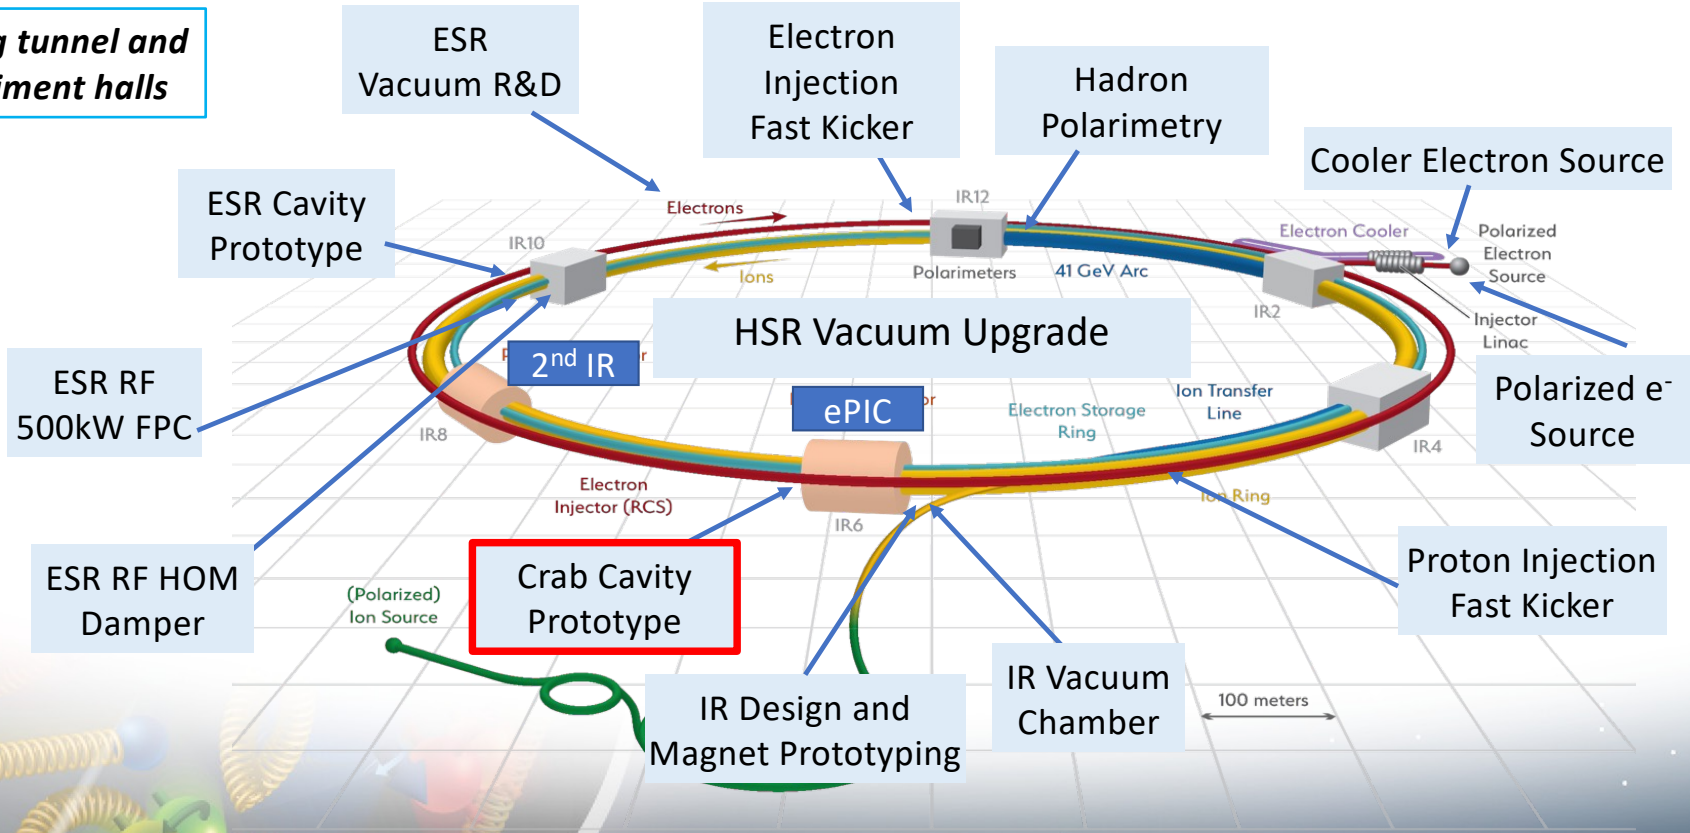 g tunnel and
iment halls
ESR
Vacuum R&D
Electron
Injection
Fast Kicker
Hadron
Polarimetry
Cooler Electron Source
ESR Cavity
Prototype
Electrons
IR12
IR10
Ions
Polarimeters
41 GeV Arc
Electron Cooler
Polarized
Electron
Source
IR2
Injector
Linac
HSR Vacuum Upgrade
ESR RF
500kW FPC
2nd IR
ePIC
Electron Storage
Ring
Ion Transfer
Line
Polarized e-
Source
IR8
IR4
Electron
Injector (RCS)
IR6
Ion Ring
ESR RF HOM
Damper
(Polarized)
Ion Source
Crab Cavity
Prototype
Proton Injection
Fast Kicker
IR Design and
Magnet Prototyping
IR Vacuum
Chamber
100 meters